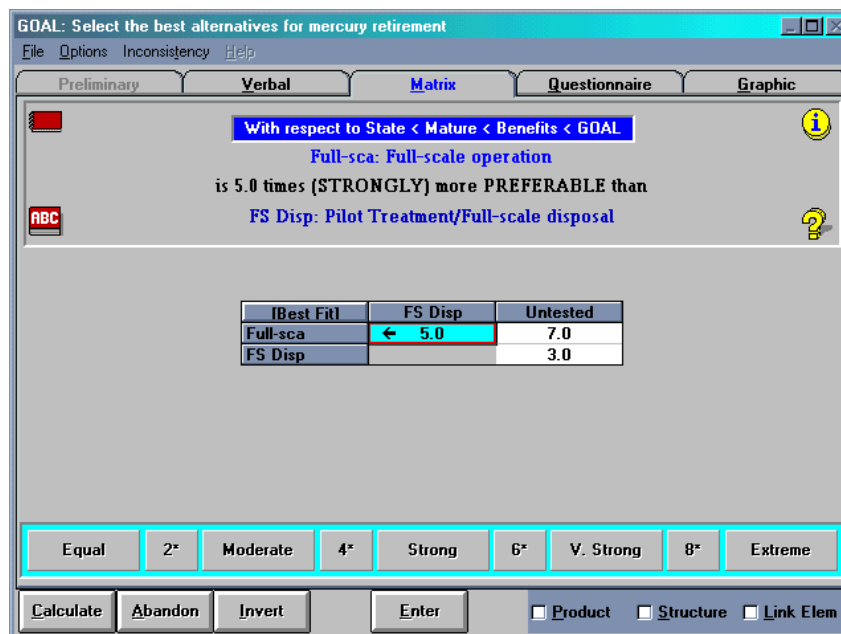 GOAL: Select the best alternatives for mercury retirement
File Options Inconsistency Help
Preliminary Verbal Matrix Questionnaire Graphic
With respect to State < Mature < Benefits < GOAL
Full-sca: Full-scale operation
is 5.0 times (STRONGLY) more PREFERABLE than
ABC
FS Disp: Pilot Treatment/Full-scale disposal
[Best Fit] FS Disp Untested
Full-sca ← 5.0 7.0
FS Disp 3.0
Equal 2* Moderate 4* Strong 6* V. Strong 8* Extreme
Calculate Abandon Invert Enter Product Structure Link Elem